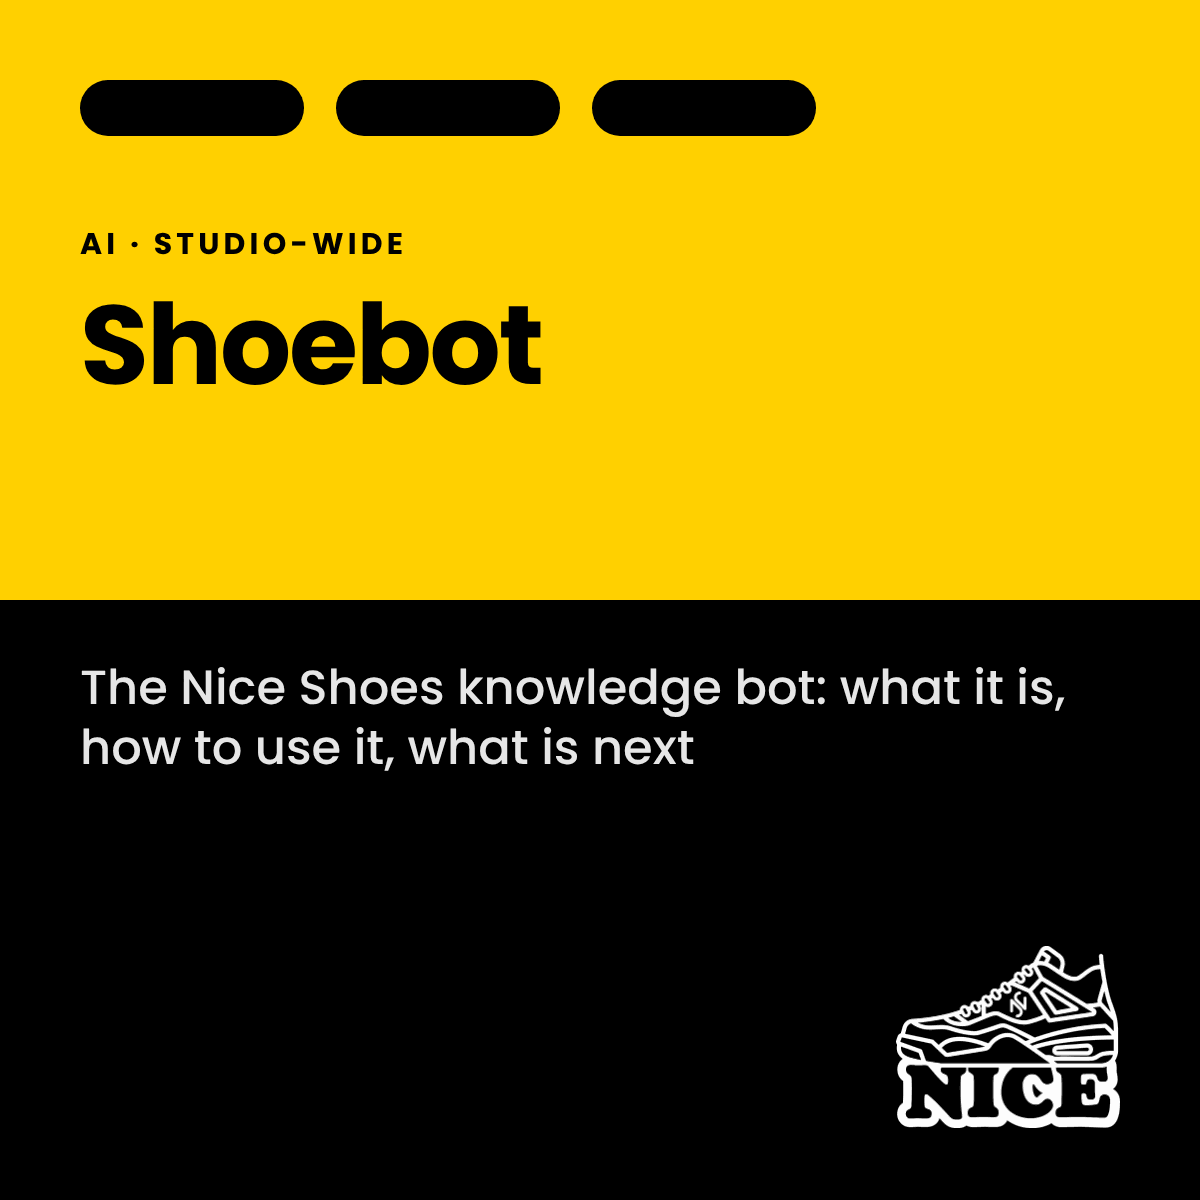 AI · STUDIO-WIDE
Shoebot
The Nice Shoes knowledge bot: what it is,
how to use it, what is next
NICE